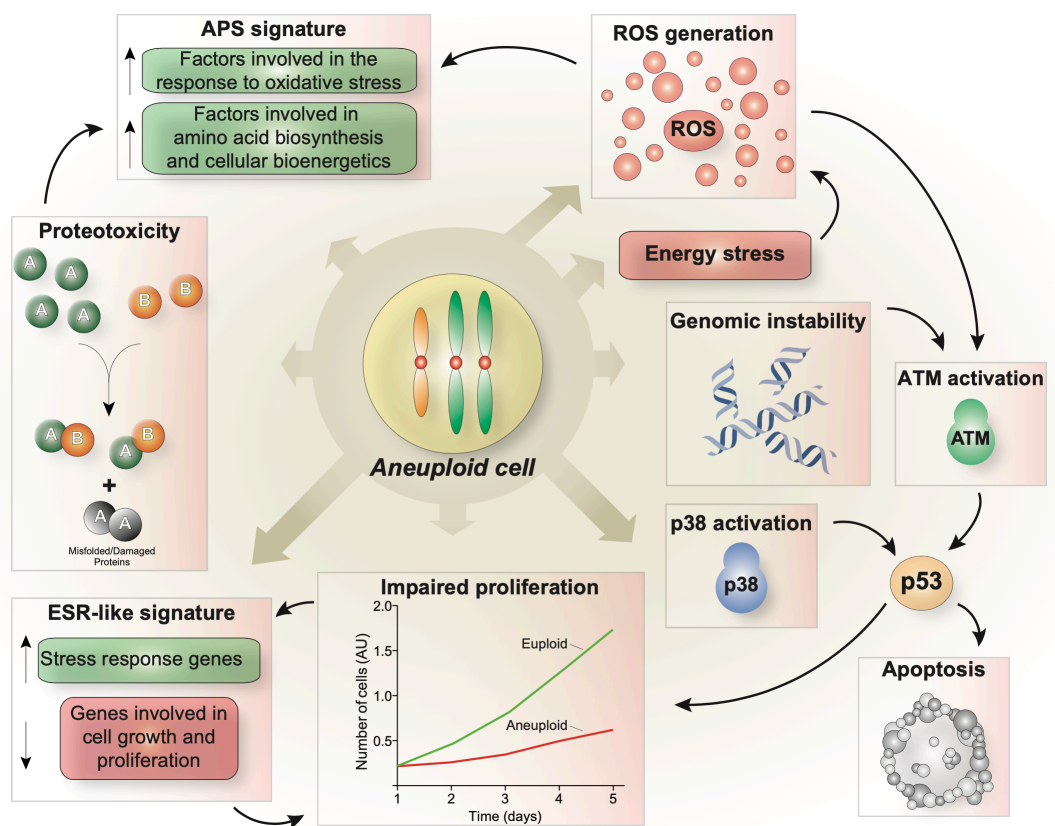 APS signature
Factors involved in the
response to oxidative stress
Factors involved in
amino acid biosynthesis
and cellular bioenergetics
ROS generation
ROS
Energy stress
Proteotoxicity
A
A
A
A
B
B
A
B
A
B
+
A
A
Misfolded/Damaged
Proteins
Aneuploid cell
Genomic instability
ATM activation
ATM
p38 activation
p38
p53
Apoptosis
ESR-like signature
Stress response genes
Genes involved in
cell growth and
proliferation
Impaired proliferation
Number of cells (AU)
2.0
1.5
1.0
0.5
Euploid
Aneuploid
1 2 3 4 5
Time (days)